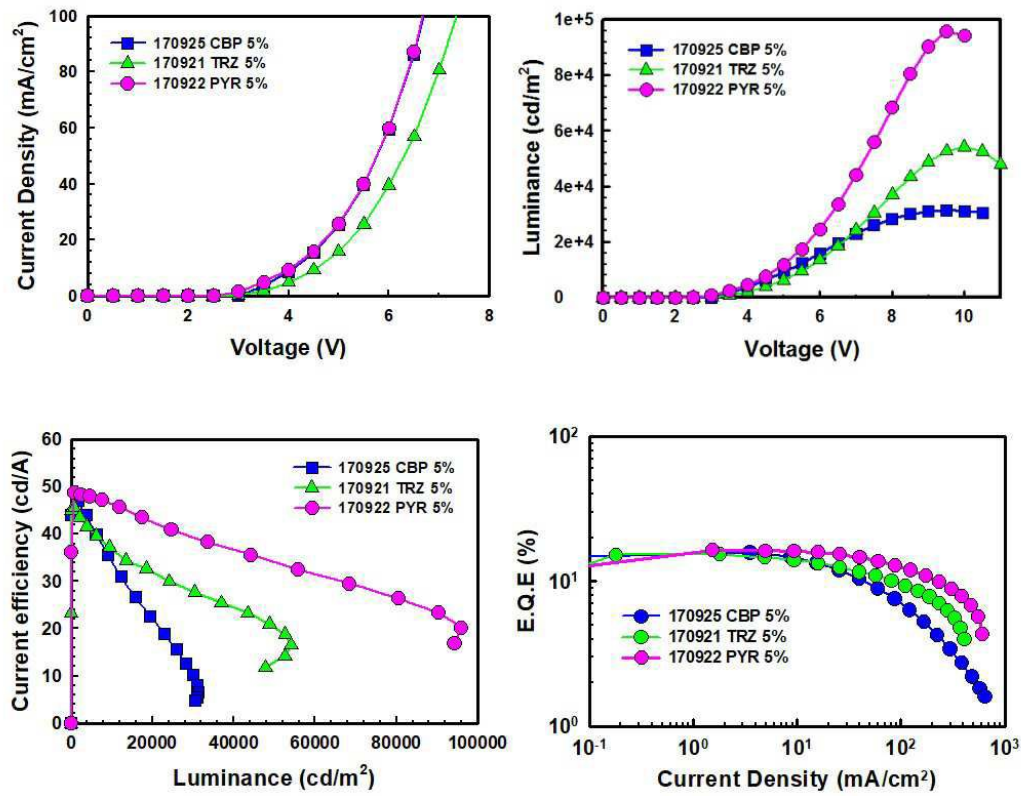 Current Density (mA/cm²)
100
80
60
40
20
0
170925 CBP 5%
170921 TRZ 5%
170922 PYR 5%
0 2 4 6 8
Voltage (V)
Luminance (cd/m²)
1e+5
8e+4
6e+4
4e+4
2e+4
0
170925 CBP 5%
170921 TRZ 5%
170922 PYR 5%
0 2 4 6 8 10
Voltage (V)
Current efficiency (cd/A)
60
50
40
30
20
10
0
170925 CBP 5%
170921 TRZ 5%
170922 PYR 5%
0 20000 40000 60000 80000 100000
Luminance (cd/m²)
E.Q.E (%)
10²
10¹
10⁰
170925 CBP 5%
170921 TRZ 5%
170922 PYR 5%
10⁻¹ 10⁰ 10¹ 10² 10³
Current Density (mA/cm²)